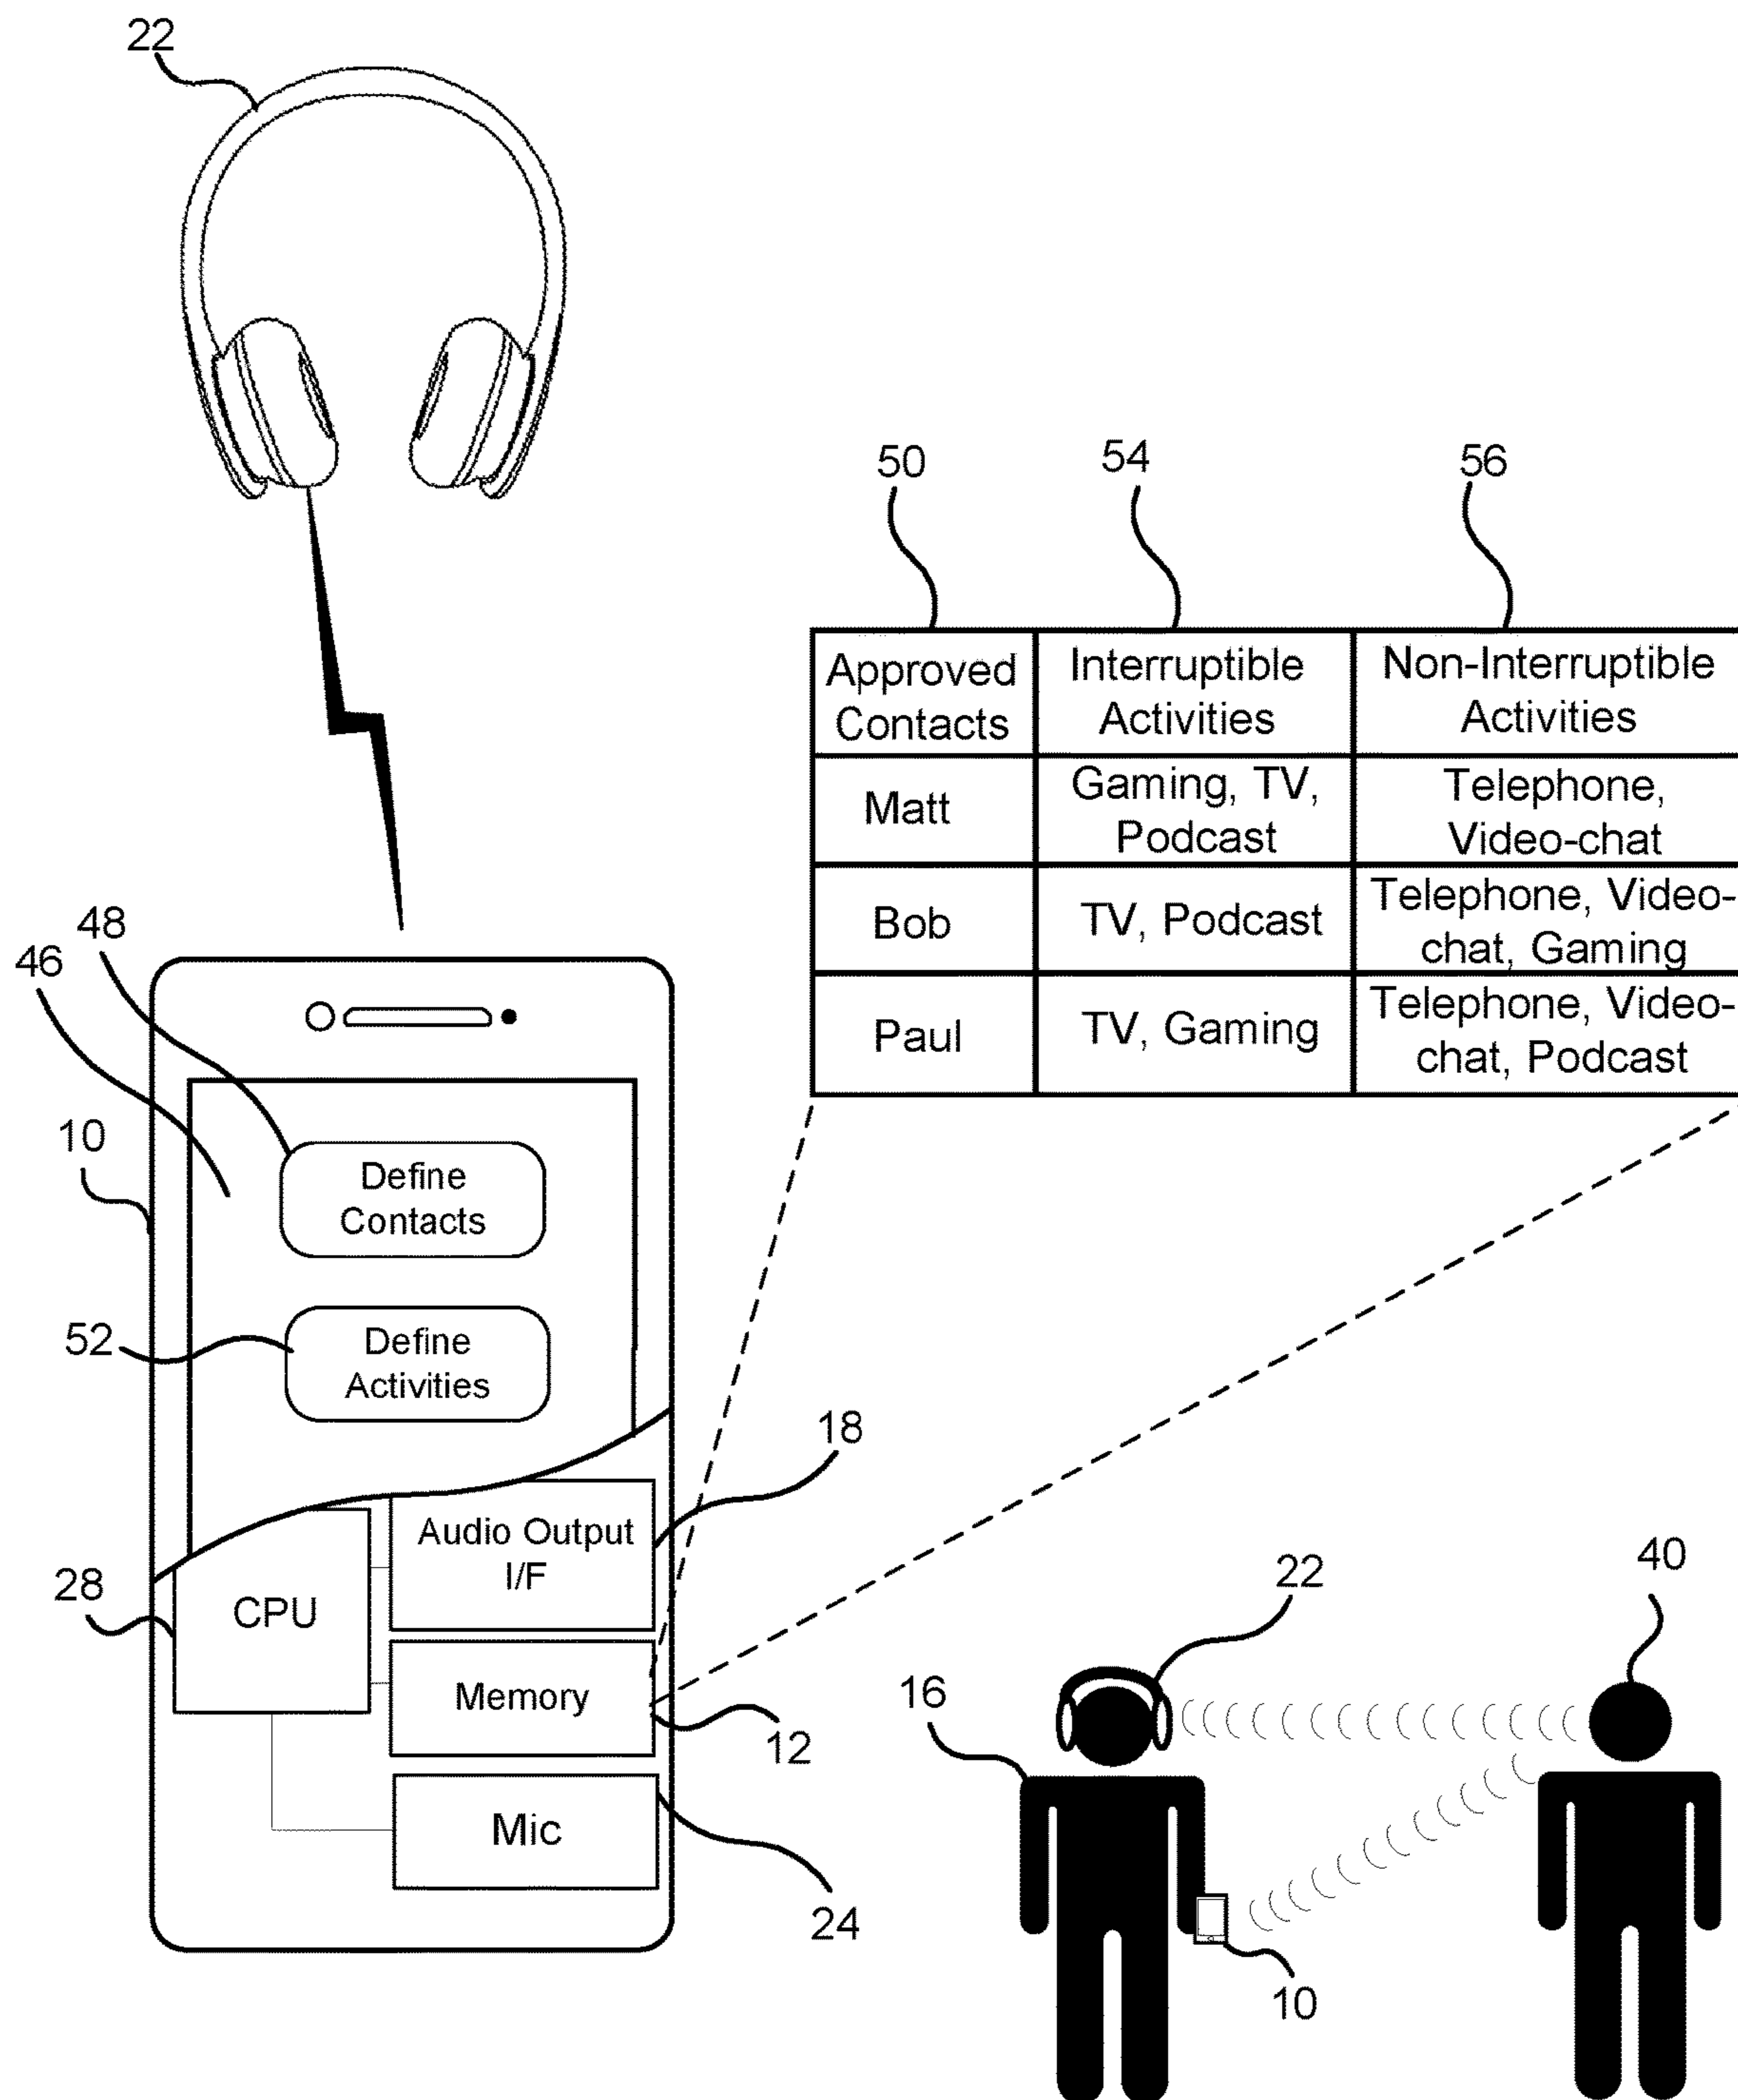 22
50
54
56
Approved
Contacts
Interruptible
Activities
Non-Interruptible
Activities
Matt
Gaming, TV,
Podcast
Telephone,
Video-chat
Bob
TV, Podcast
Telephone, Video-
chat, Gaming
Paul
TV, Gaming
Telephone, Video-
chat, Podcast
48
46
10
Define
Contacts
52
Define
Activities
18
Audio Output
I/F
28
CPU
Memory
12
Mic
24
16
22
40
10